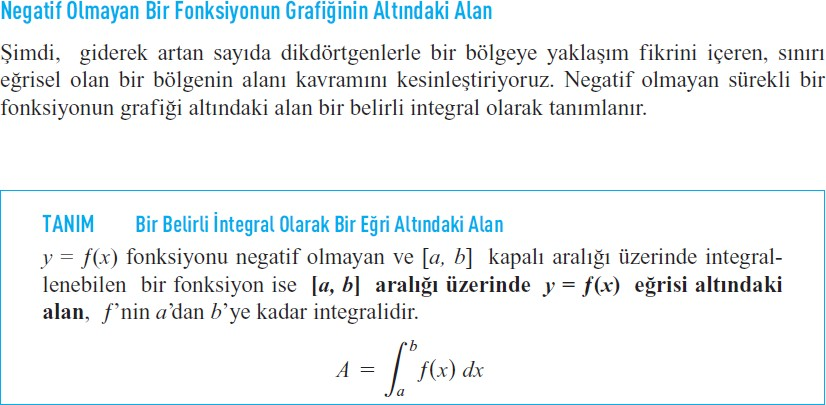 Negatif Olmayan Bir Fonksiyonun Grafiğinin Altındaki Alan
Şimdi, giderek artan sayıda dikdörtgenlerle bir bölgeye yaklaşım fikrini içeren, sınırı
eğrisel olan bir bölgenin alanı kavramını kesinleştiriyoruz. Negatif olmayan sürekli bir
fonksiyonun grafiği altındaki alan bir belirli integral olarak tanımlanır.
TANIM Bir Belirli İntegral Olarak Bir Eğri Altındaki Alan
y = f(x) fonksiyonu negatif olmayan ve [a, b] kapalı aralığı üzerinde integral-
lenebilen bir fonksiyon ise [a, b] aralığı üzerinde y = f(x) eğrisi altındaki
alan, f'nin a'dan b'ye kadar integralidir.
A = ∫_a^b f(x) dx